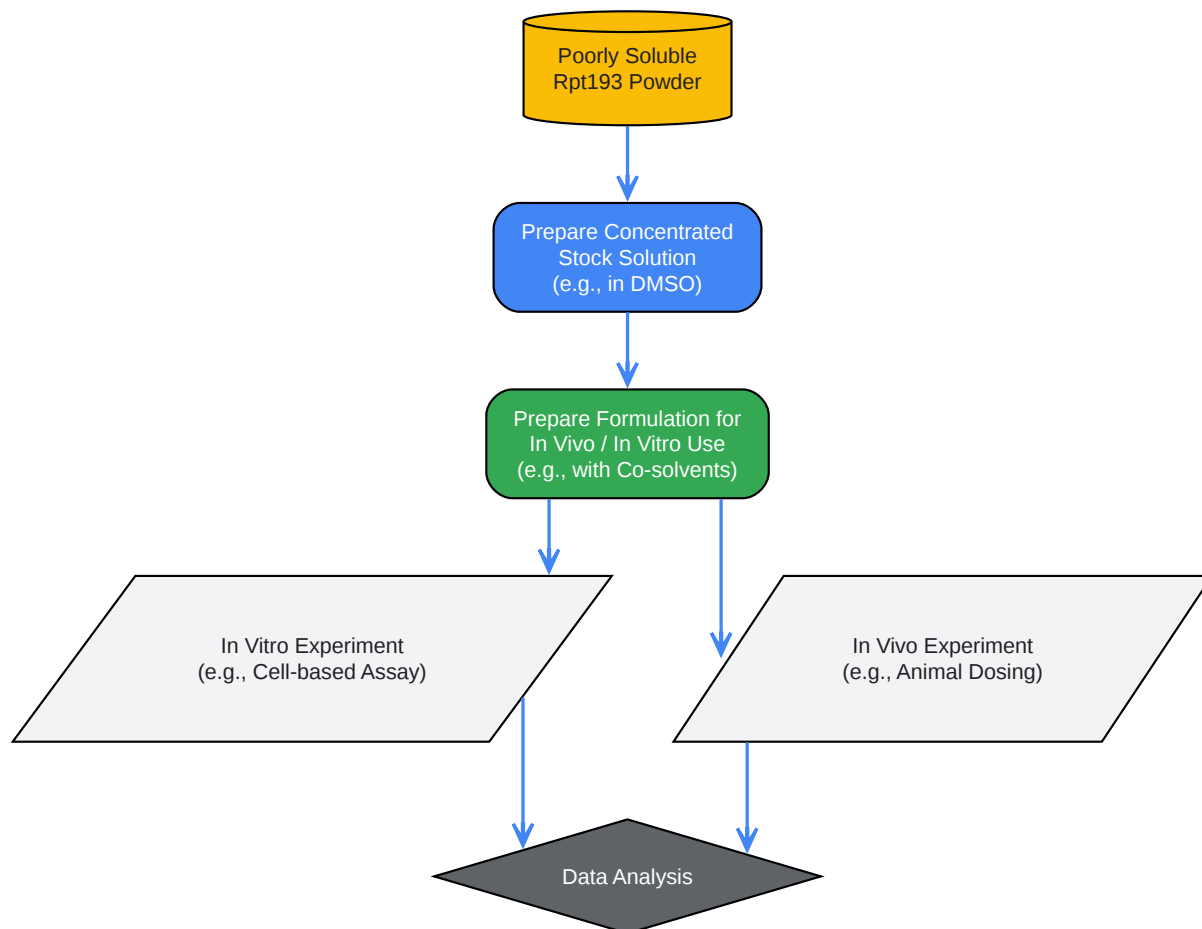 Poorly Soluble
Rpt193 Powder
Prepare Concentrated
Stock Solution
(e.g., in DMSO)
Prepare Formulation for
In Vivo / In Vitro Use
(e.g., with Co-solvents)
In Vitro Experiment
(e.g., Cell-based Assay)
In Vivo Experiment
(e.g., Animal Dosing)
Data Analysis